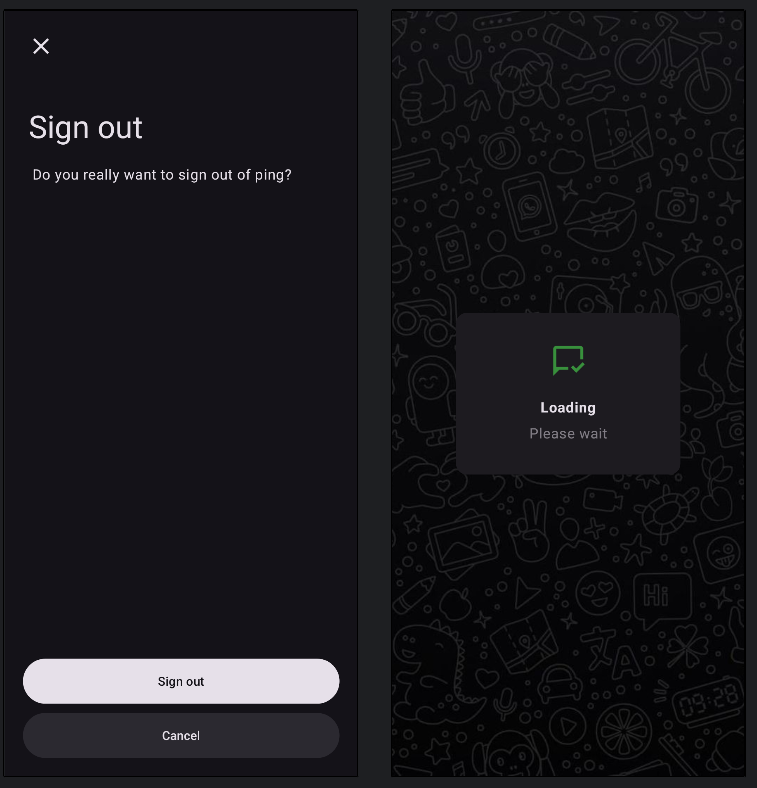 Sign out
Do you really want to sign out of ping?
Sign out
Cancel
Loading
Please wait
Hi
09:28